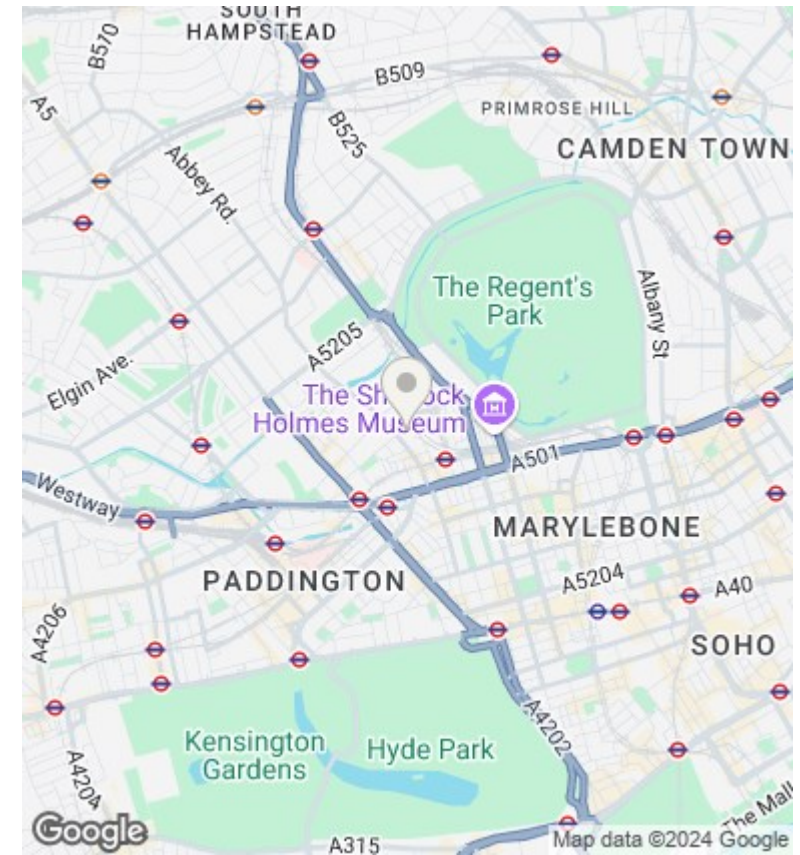 SOUTH
HAMPSTEAD
B570
B509
A5
B525
PRIMROSE HILL
CAMDEN TOWN
Abbey Rd.
The Regent's
Park
Albany St
A5205
Elgin Ave.
The
Holmes Museum
A501
Westway
MARYLEBONE
PADDINGTON
A5204
A40
A4206
SOHO
A4202
Kensington
Gardens
Hyde Park
A4204
The Mall
Google
A315
Map data ©2024 Google